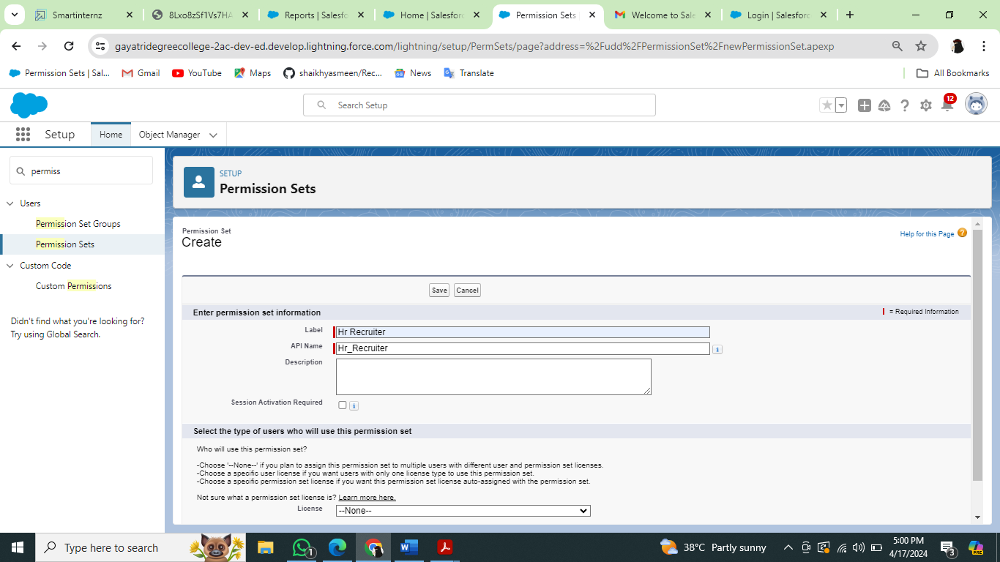 Smartinternz
8Lxo8zSf1Vs7HA
Reports | Salesfo
Home | Salesforc
Permission Sets |
Welcome to Sale
Login | Salesforc
gayatridegreecollege-2ac-dev-ed.develop.lightning.force.com/lightning/setup/PermSets/page?address=%2Fudd%2FPermissionSet%2FnewPermissionSet.apexp
Permission Sets | Sal...
Gmail
YouTube
Maps
shaikhyasmeen/Rec...
News
Translate
All Bookmarks
Search Setup
12
Setup
Home
Object Manager
permiss
Users
Permission Set Groups
Permission Sets
Custom Code
Custom Permissions
Didn't find what you're looking for?
Try using Global Search.
SETUP
Permission Sets
Permission Set
Create
Help for this Page
Save
Cancel
Enter permission set information
= Required Information
Label
Hr Recruiter
API Name
Hr_Recruiter
Description
Session Activation Required
Select the type of users who will use this permission set
Who will use this permission set?
-Choose '--None--' if you plan to assign this permission set to multiple users with different user and permission set licenses.
-Choose a specific user license if you want users with only one license type to use this permission set.
-Choose a specific permission set license if you want this permission set license auto-assigned with the permission set.
Not sure what a permission set license is? Learn more here.
License
--None--
Type here to search
1
38°C Partly sunny
5:00 PM
4/17/2024
3
PRE